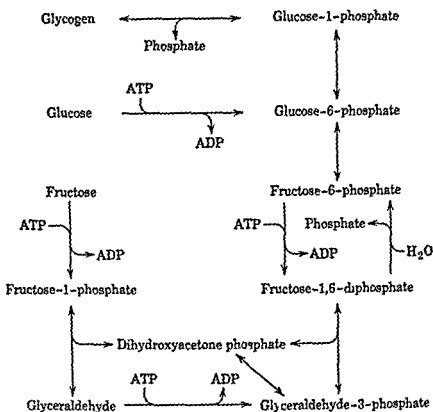 Glycogen Glucose-1-phosphate
Phosphate
ATP
Glucose Glucose-6-phosphate
ADP
Fructose Fructose-6-phosphate
ATP ATP Phosphate
ADP ADP H₂O
Fructose-1-phosphate Fructose-1,6-diphosphate
Dihydroxyacetone phosphate
ATP ADP
Glyceraldehyde Glyceraldehyde-3-phosphate